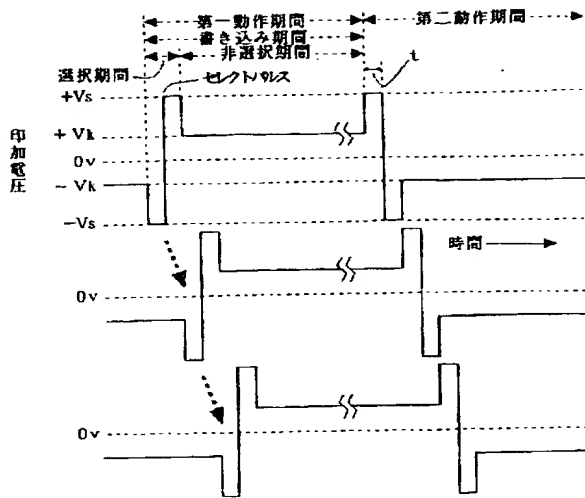 第一動作期間
第二動作期間
書き込み期間
非選択期間
選択期間
セレクトパルス
t
+Vs
+Vk
0v
-Vk
-Vs
印加電圧
時間
0v
0v